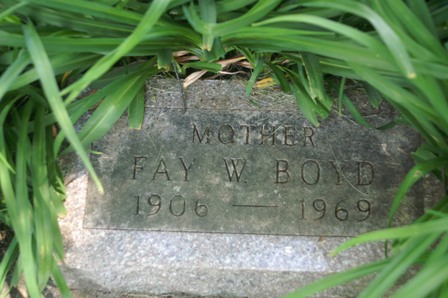 MOTHER
FAY W. BOYD
1906 — 1969